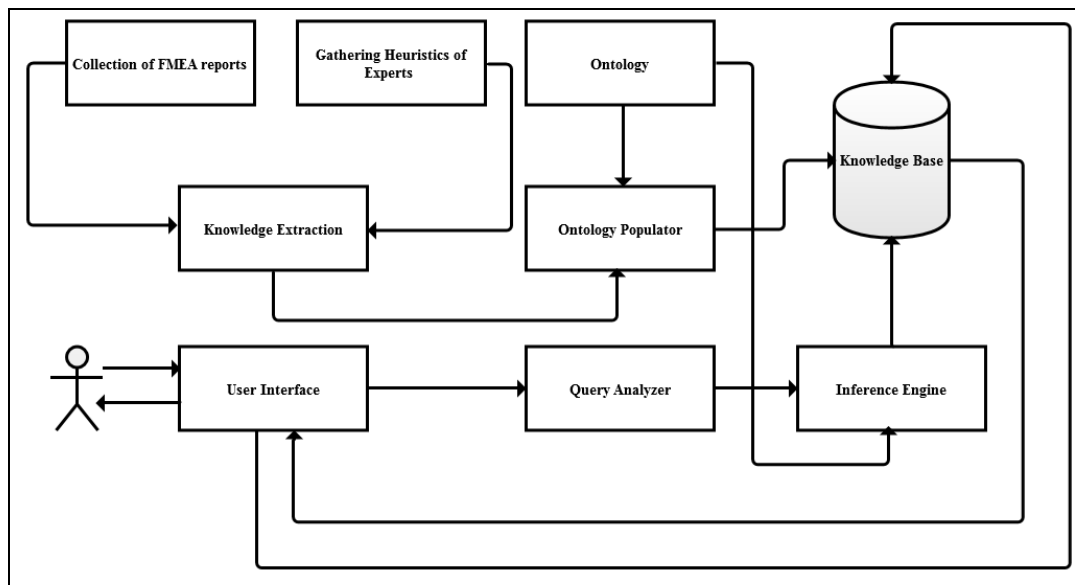 Collection of FMEA reports
Gathering Heuristics of
Experts
Ontology
Knowledge Base
Knowledge Extraction
Ontology Populator
User Interface
Query Analyzer
Inference Engine